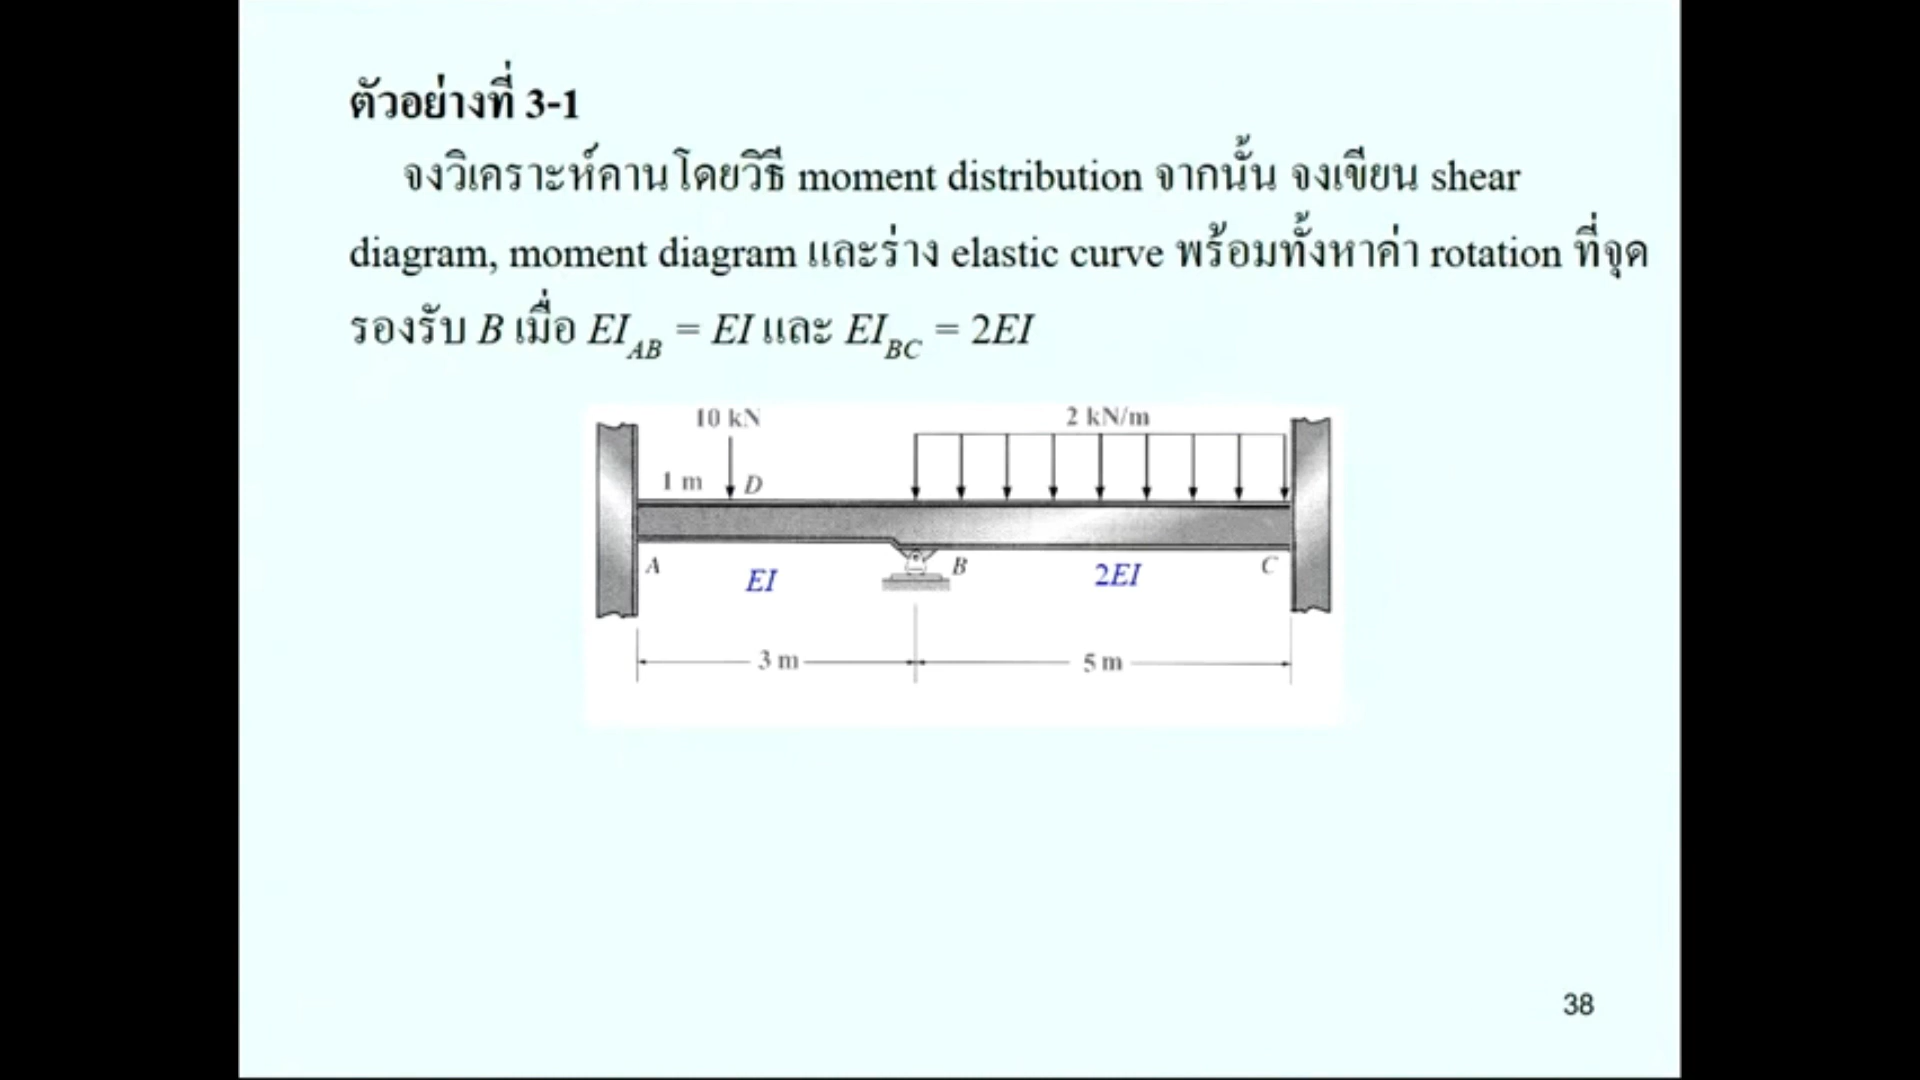 ตัวอย่างที่ 3-1
จงวิเคราะห์คานโดยวิธี moment distribution จากนั้น จงเขียน shear
diagram, moment diagram และร่าง elastic curve พร้อมทั้งหาค่า rotation ที่จุด
รองรับ B เมื่อ EI_AB = EI และ EI_BC = 2EI
10 kN
2 kN/m
1 m
D
A
B
C
EI
2EI
3 m
5 m
38